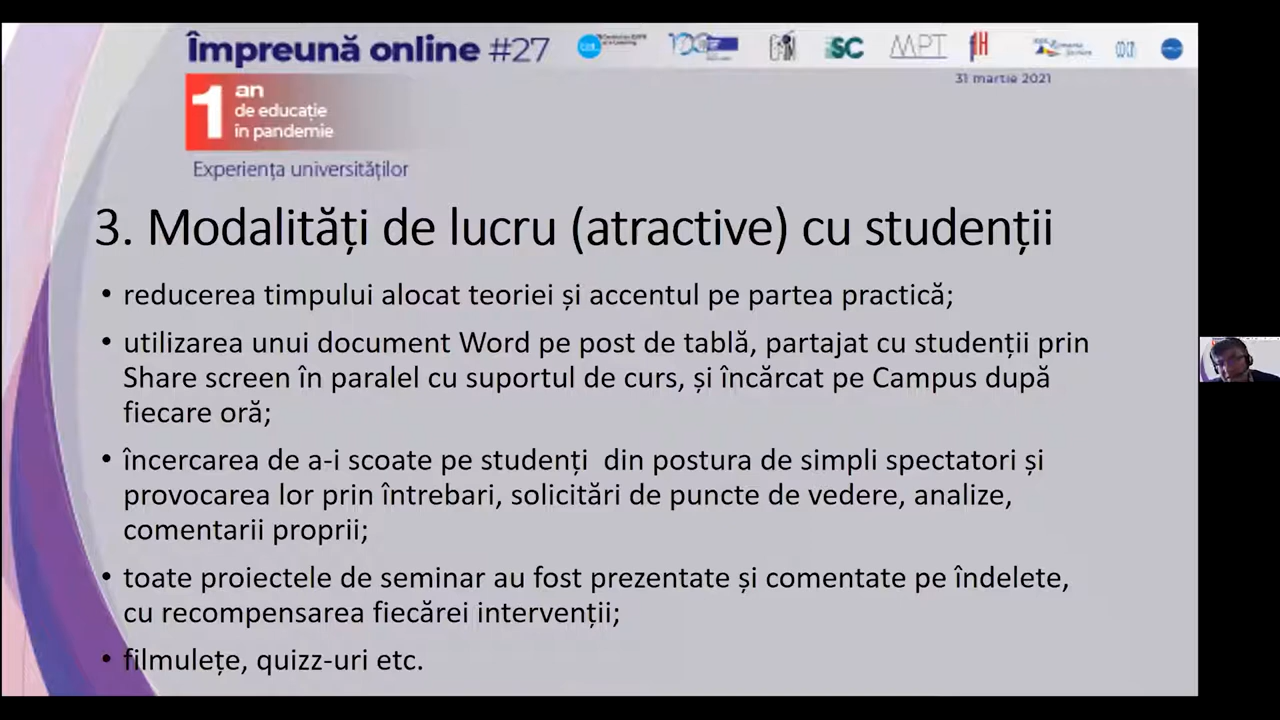 Împreună online #27
SC
MPT
31 martie 2021
1 an
de educație
în pandemie
Experiența universităților
3. Modalități de lucru (atractive) cu studenții
• reducerea timpului alocat teoriei și accentul pe partea practică;
• utilizarea unui document Word pe post de tablă, partajat cu studenții prin
Share screen în paralel cu suportul de curs, și încărcat pe Campus după
fiecare oră;
• încercarea de a-i scoate pe studenți  din postura de simpli spectatori și
provocarea lor prin întrebari, solicitări de puncte de vedere, analize,
comentarii proprii;
• toate proiectele de seminar au fost prezentate și comentate pe îndelete,
cu recompensarea fiecărei intervenții;
• filmulețe, quizz-uri etc.